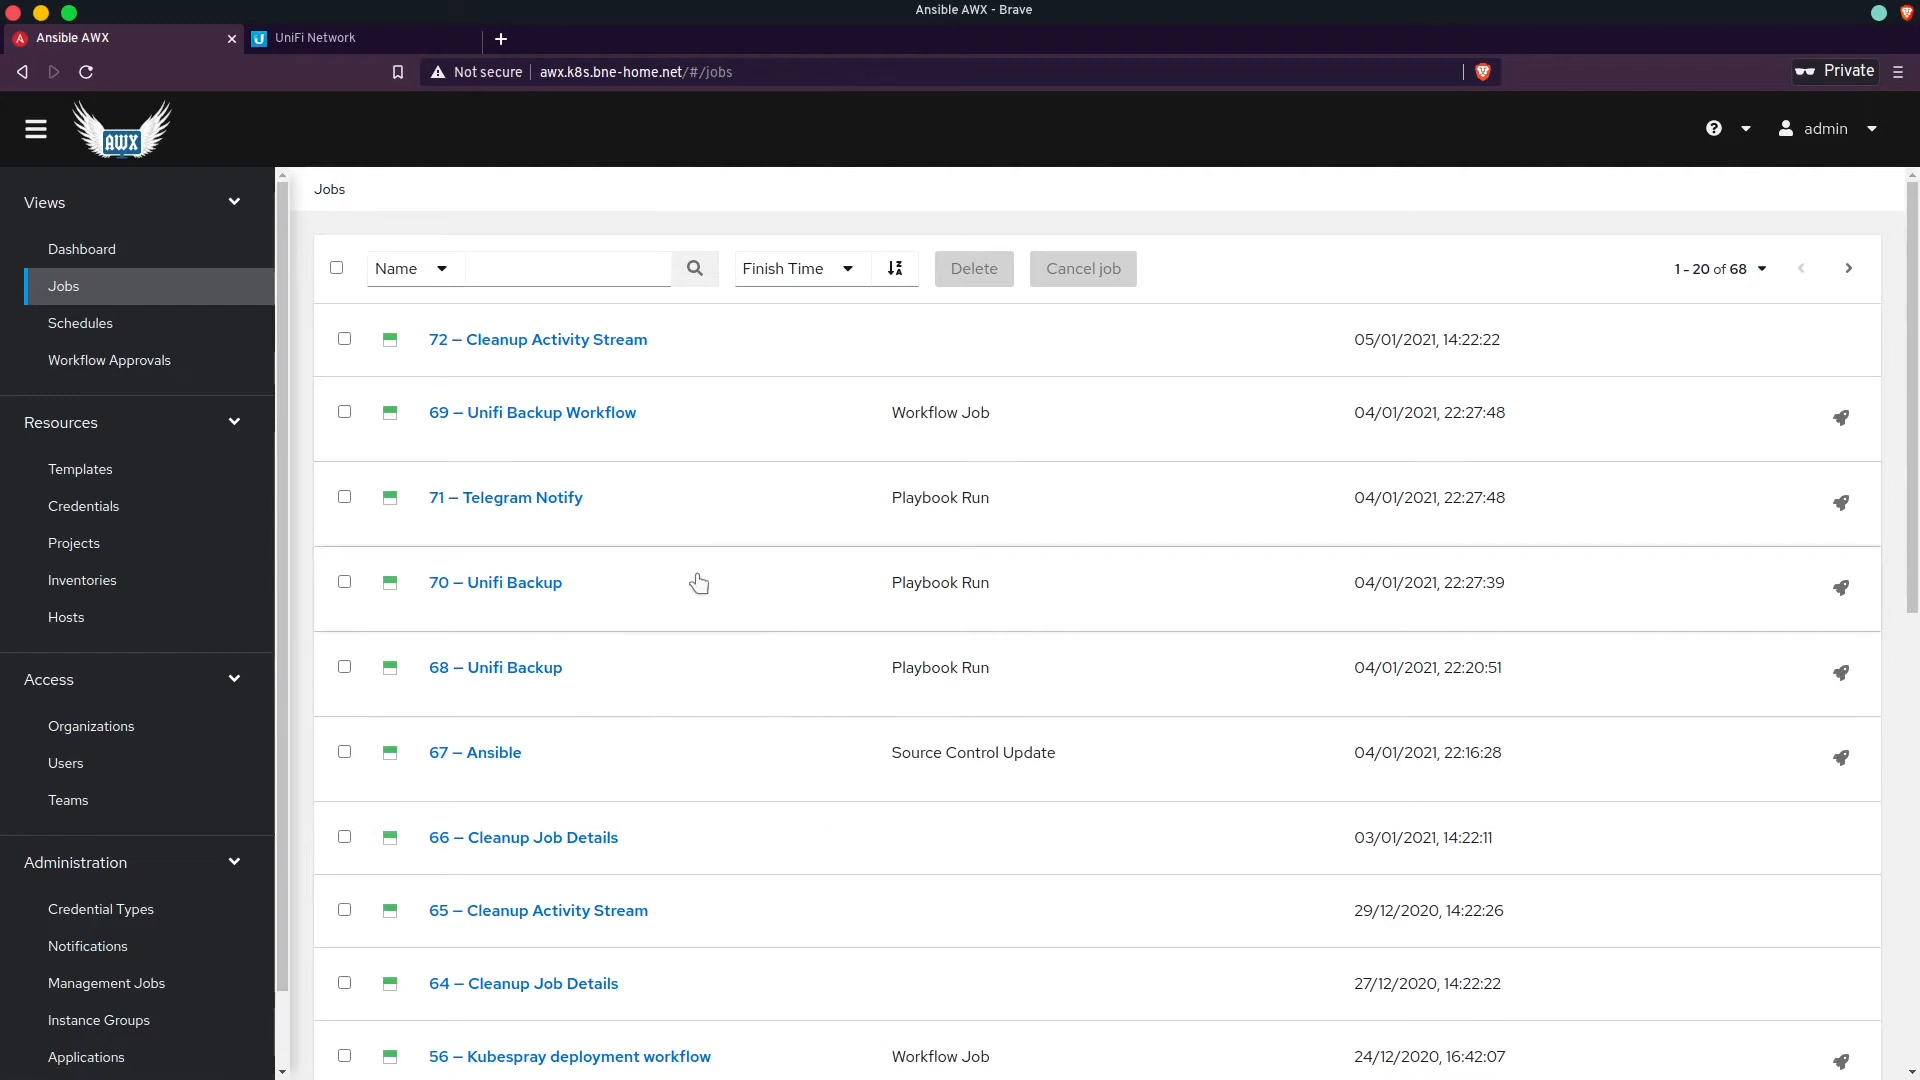 Ansible AWX - Brave
Ansible AWX
UniFi Network
Not secure
awx.k8s.bne-home.net/#/jobs
Private
AWX
admin
Views
Dashboard
Jobs
Schedules
Workflow Approvals
Resources
Templates
Credentials
Projects
Inventories
Hosts
Access
Organizations
Users
Teams
Administration
Credential Types
Notifications
Management Jobs
Instance Groups
Applications
Jobs
Name
Finish Time
Delete
Cancel job
1 - 20 of 68
72 – Cleanup Activity Stream 05/01/2021, 14:22:22
69 – Unifi Backup Workflow Workflow Job 04/01/2021, 22:27:48
71 – Telegram Notify Playbook Run 04/01/2021, 22:27:48
70 – Unifi Backup Playbook Run 04/01/2021, 22:27:39
68 – Unifi Backup Playbook Run 04/01/2021, 22:20:51
67 – Ansible Source Control Update 04/01/2021, 22:16:28
66 – Cleanup Job Details 03/01/2021, 14:22:11
65 – Cleanup Activity Stream 29/12/2020, 14:22:26
64 – Cleanup Job Details 27/12/2020, 14:22:22
56 – Kubespray deployment workflow Workflow Job 24/12/2020, 16:42:07